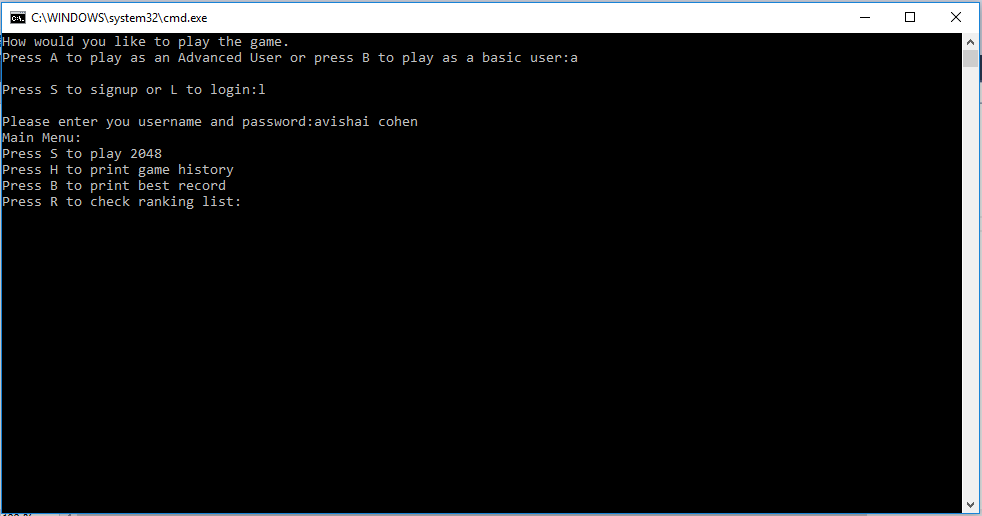 C:\WINDOWS\system32\cmd.exe
How would you like to play the game.
Press A to play as an Advanced User or press B to play as a basic user:a
Press S to signup or L to login:l
Please enter you username and password:avishai cohen
Main Menu:
Press S to play 2048
Press H to print game history
Press B to print best record
Press R to check ranking list: